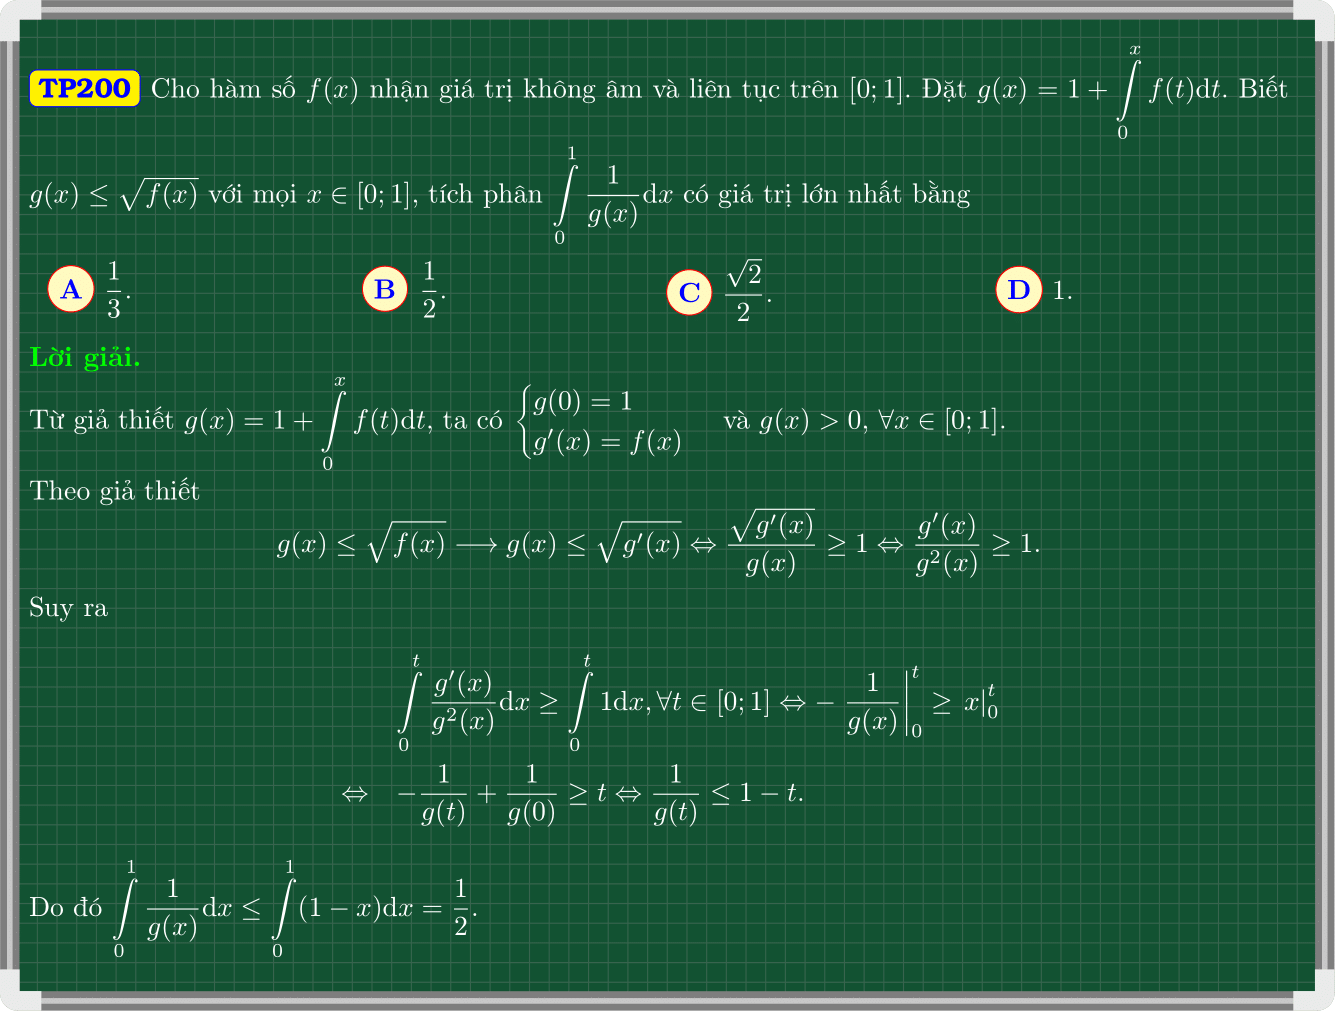 TP200 Cho hàm số $f(x)$ nhận giá trị không âm và liên tục trên $[0;1]$. Đặt $g(x) = 1 + \int\limits_0^x f(t)\mathrm{d}t$. Biết
$g(x) \leq \sqrt{f(x)}$ với mọi $x \in [0;1]$, tích phân $\int\limits_0^1 \frac{1}{g(x)}\mathrm{d}x$ có giá trị lớn nhất bằng
A $\frac{1}{3}$. B $\frac{1}{2}$. C $\frac{\sqrt{2}}{2}$. D $1$.
Lời giải.
Từ giả thiết $g(x) = 1 + \int\limits_0^x f(t)\mathrm{d}t$, ta có $\begin{cases} g(0) = 1 \\ g'(x) = f(x) \end{cases}$ và $g(x) > 0, \forall x \in [0;1]$.
Theo giả thiết
$g(x) \leq \sqrt{f(x)} \longrightarrow g(x) \leq \sqrt{g'(x)} \Leftrightarrow \frac{\sqrt{g'(x)}}{g(x)} \geq 1 \Leftrightarrow \frac{g'(x)}{g^2(x)} \geq 1.$
Suy ra
$\int\limits_0^t \frac{g'(x)}{g^2(x)}\mathrm{d}x \geq \int\limits_0^t 1\mathrm{d}x, \forall t \in [0;1] \Leftrightarrow -\left.\frac{1}{g(x)}\right|_0^t \geq \left.x\right|_0^t$
$\Leftrightarrow -\frac{1}{g(t)} + \frac{1}{g(0)} \geq t \Leftrightarrow \frac{1}{g(t)} \leq 1 - t.$
Do đó $\int\limits_0^1 \frac{1}{g(x)}\mathrm{d}x \leq \int\limits_0^1 (1 - x)\mathrm{d}x = \frac{1}{2}$.